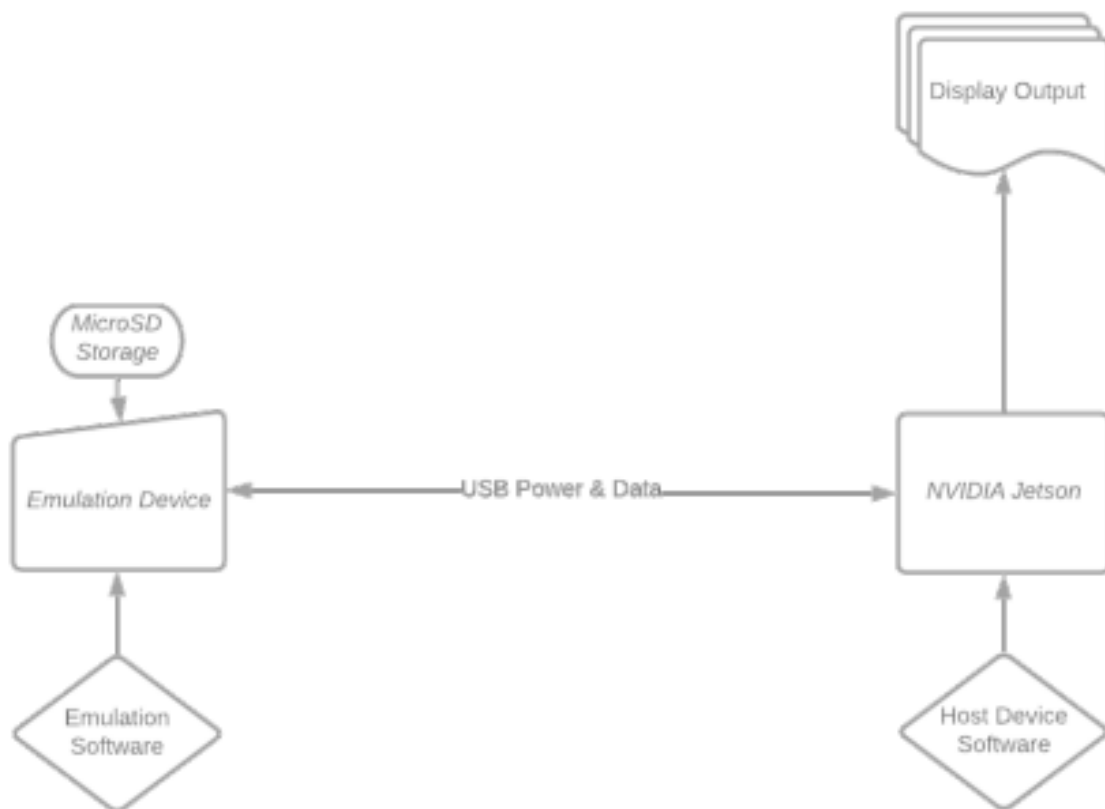 Display Output
MicroSD
Storage
Emulation Device
USB Power & Data
NVIDIA Jetson
Emulation
Software
Host Device
Software